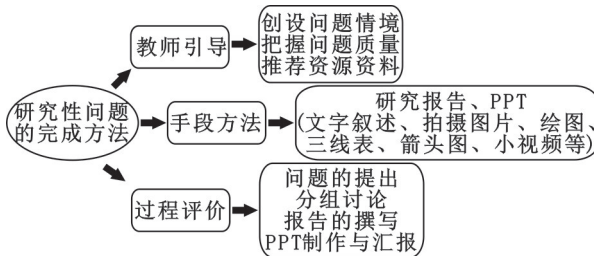 教师引导
创设问题情境
把握问题质量
推荐资源资料
研究性问题
的完成方法
手段方法
研究报告、PPT
(文字叙述、拍摄图片、绘图、
三线表、箭头图、小视频等)
过程评价
问题的提出
分组讨论
报告的撰写
PPT制作与汇报